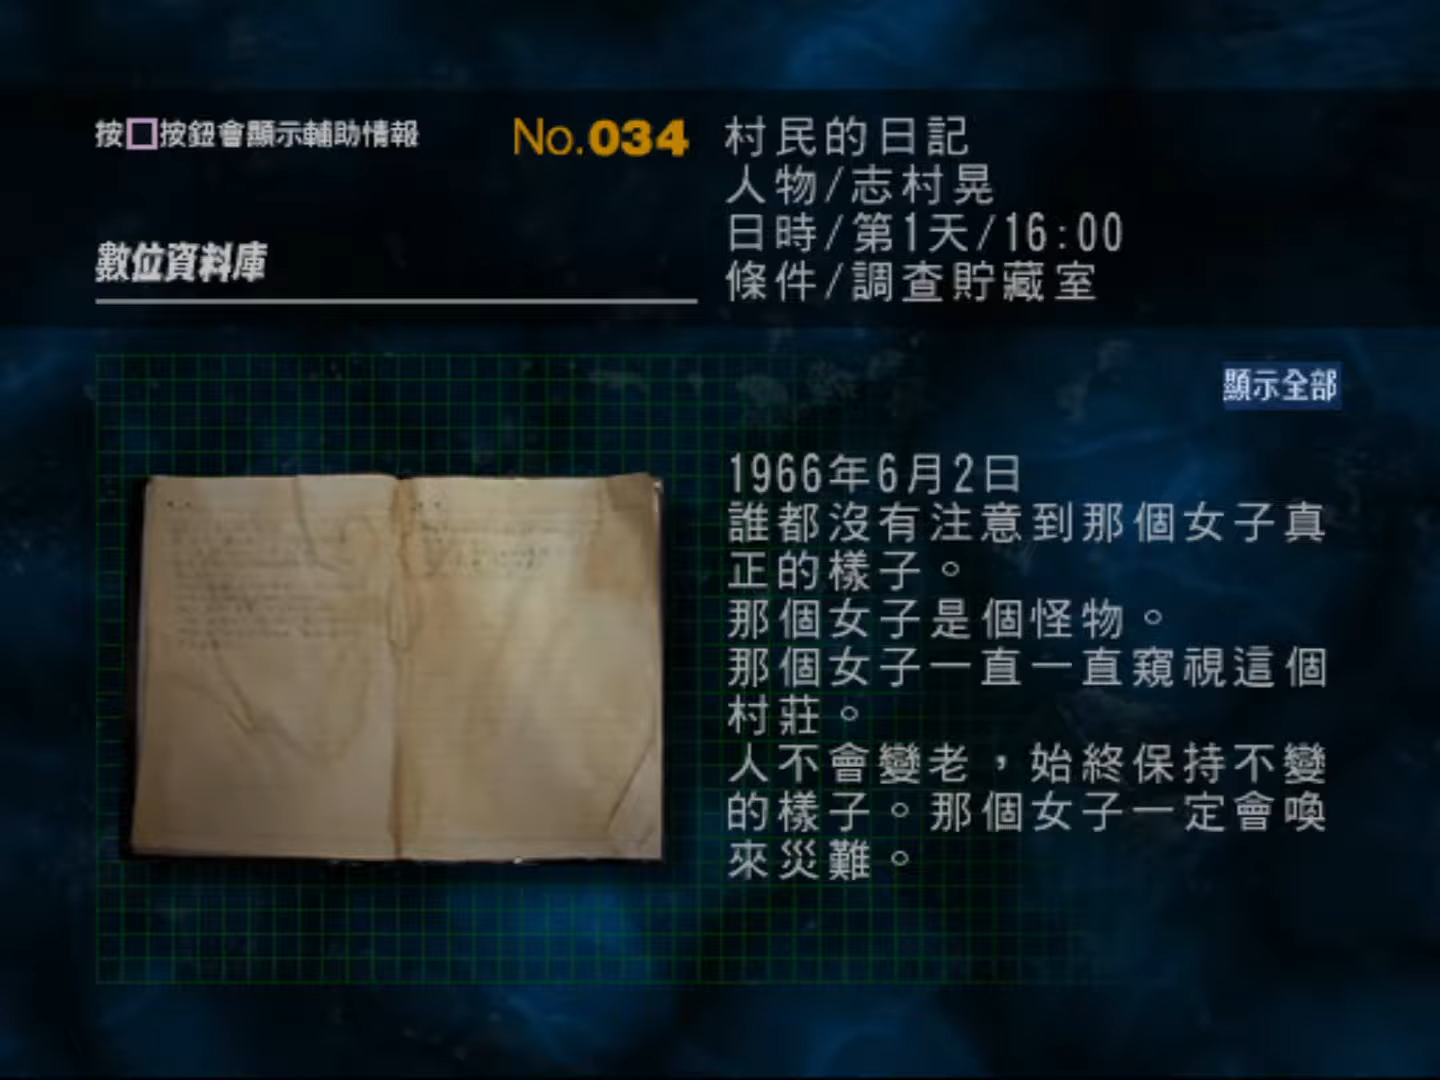 按□按鈕會顯示輔助情報
No.034
村民的日記
人物/志村晃
日時/第1天/16:00
條件/調查貯藏室
數位資料庫
顯示全部
1966年6月2日
誰都沒有注意到那個女子真
正的樣子。
那個女子是個怪物。
那個女子一直一直窺視這個
村莊。
人不會變老，始終保持不變
的樣子。那個女子一定會喚
來災難。